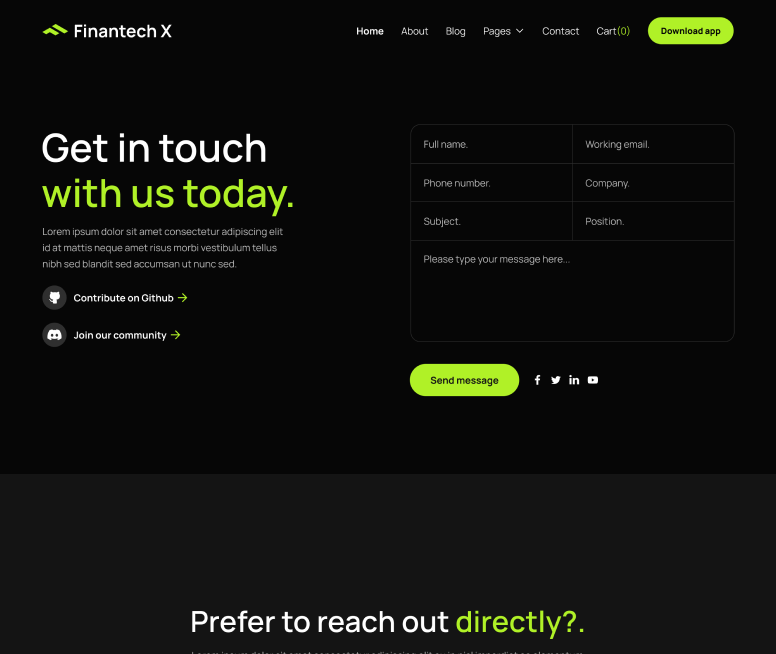 Finantech X
Home About Blog Pages Contact Cart(0) Download app
Get in touch
with us today.
Lorem ipsum dolor sit amet consectetur adipiscing elit
id at mattis neque amet risus morbi vestibulum tellus
nibh sed blandit sed accumsan ut nunc sed.
Contribute on Github
Join our community
Full name. Working email.
Phone number. Company.
Subject. Position.
Please type your message here...
Send message
Prefer to reach out directly?.